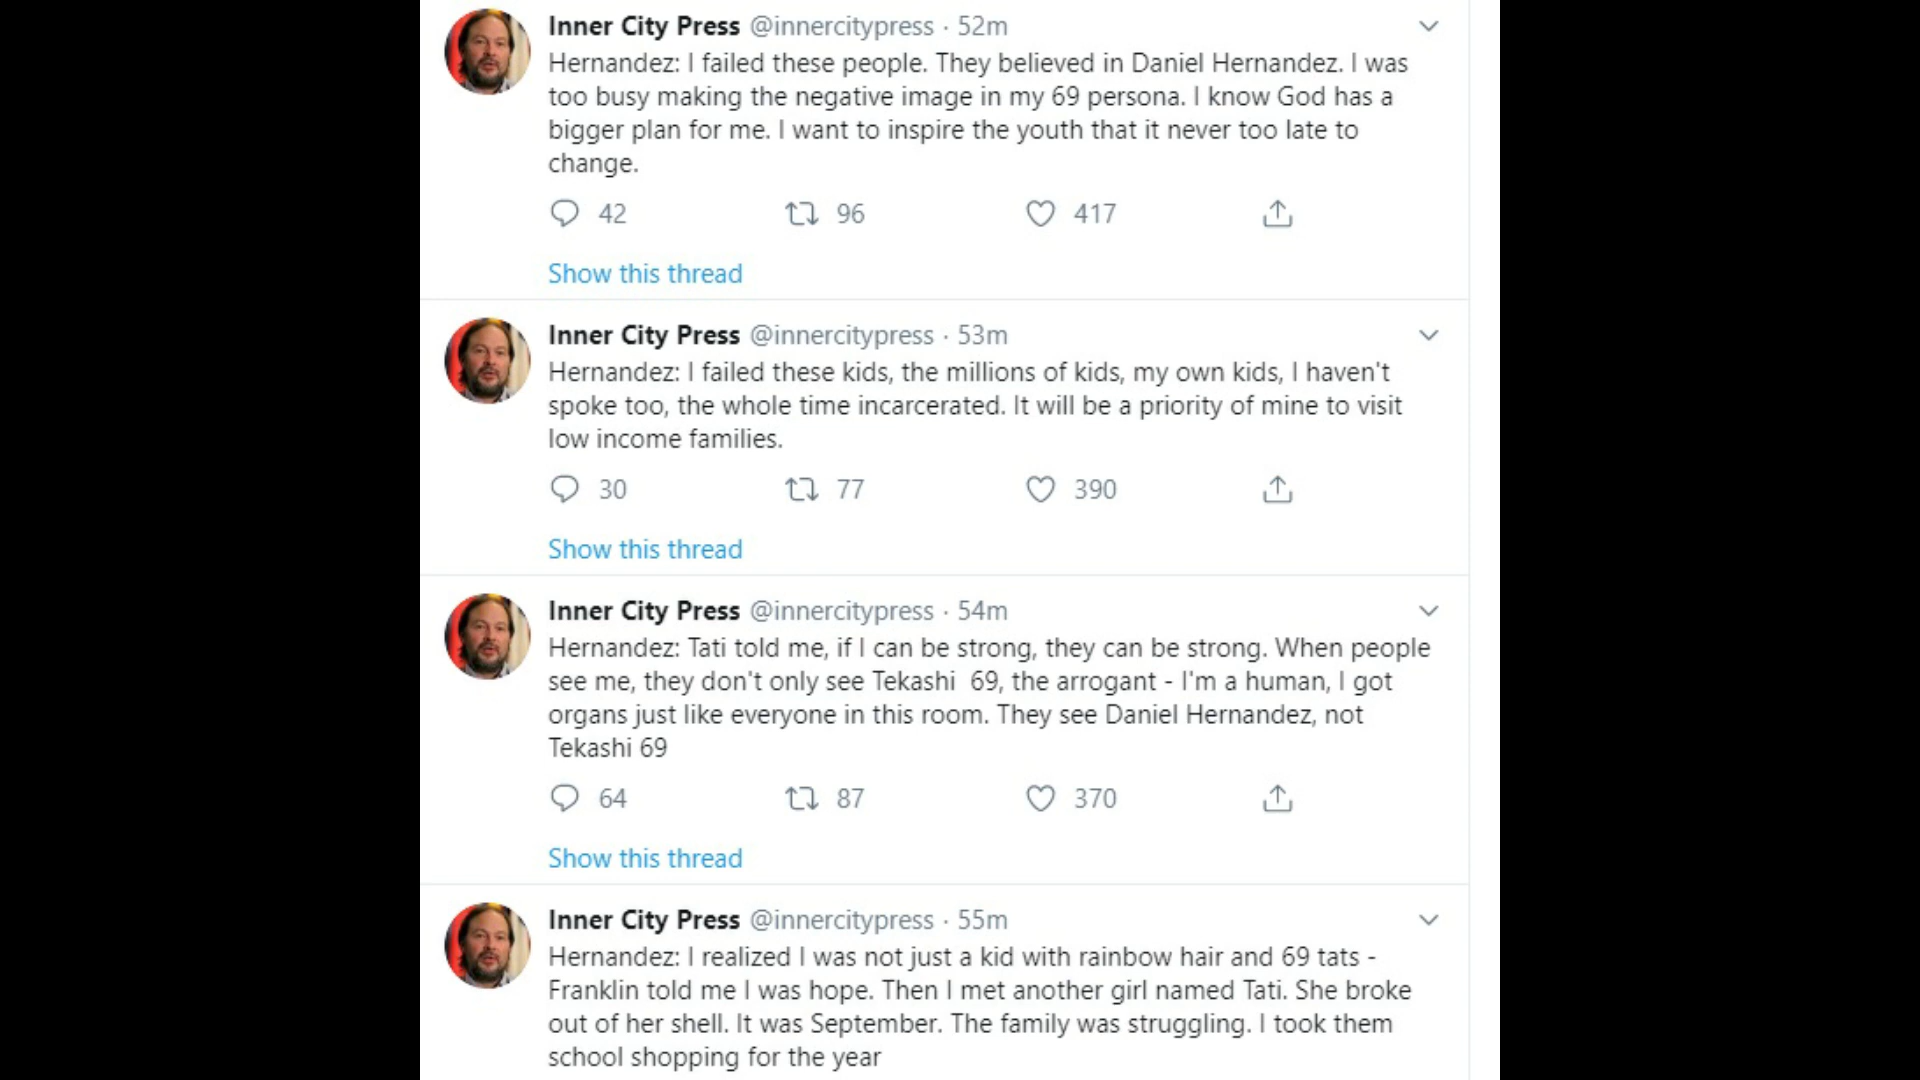 Inner City Press @innercitypress · 52m
Hernandez: I failed these people. They believed in Daniel Hernandez. I was
too busy making the negative image in my 69 persona. I know God has a
bigger plan for me. I want to inspire the youth that it never too late to
change.
42 96 417
Show this thread
Inner City Press @innercitypress · 53m
Hernandez: I failed these kids, the millions of kids, my own kids, I haven't
spoke too, the whole time incarcerated. It will be a priority of mine to visit
low income families.
30 77 390
Show this thread
Inner City Press @innercitypress · 54m
Hernandez: Tati told me, if I can be strong, they can be strong. When people
see me, they don't only see Tekashi  69, the arrogant - I'm a human, I got
organs just like everyone in this room. They see Daniel Hernandez, not
Tekashi 69
64 87 370
Show this thread
Inner City Press @innercitypress · 55m
Hernandez: I realized I was not just a kid with rainbow hair and 69 tats -
Franklin told me I was hope. Then I met another girl named Tati. She broke
out of her shell. It was September. The family was struggling. I took them
school shopping for the year